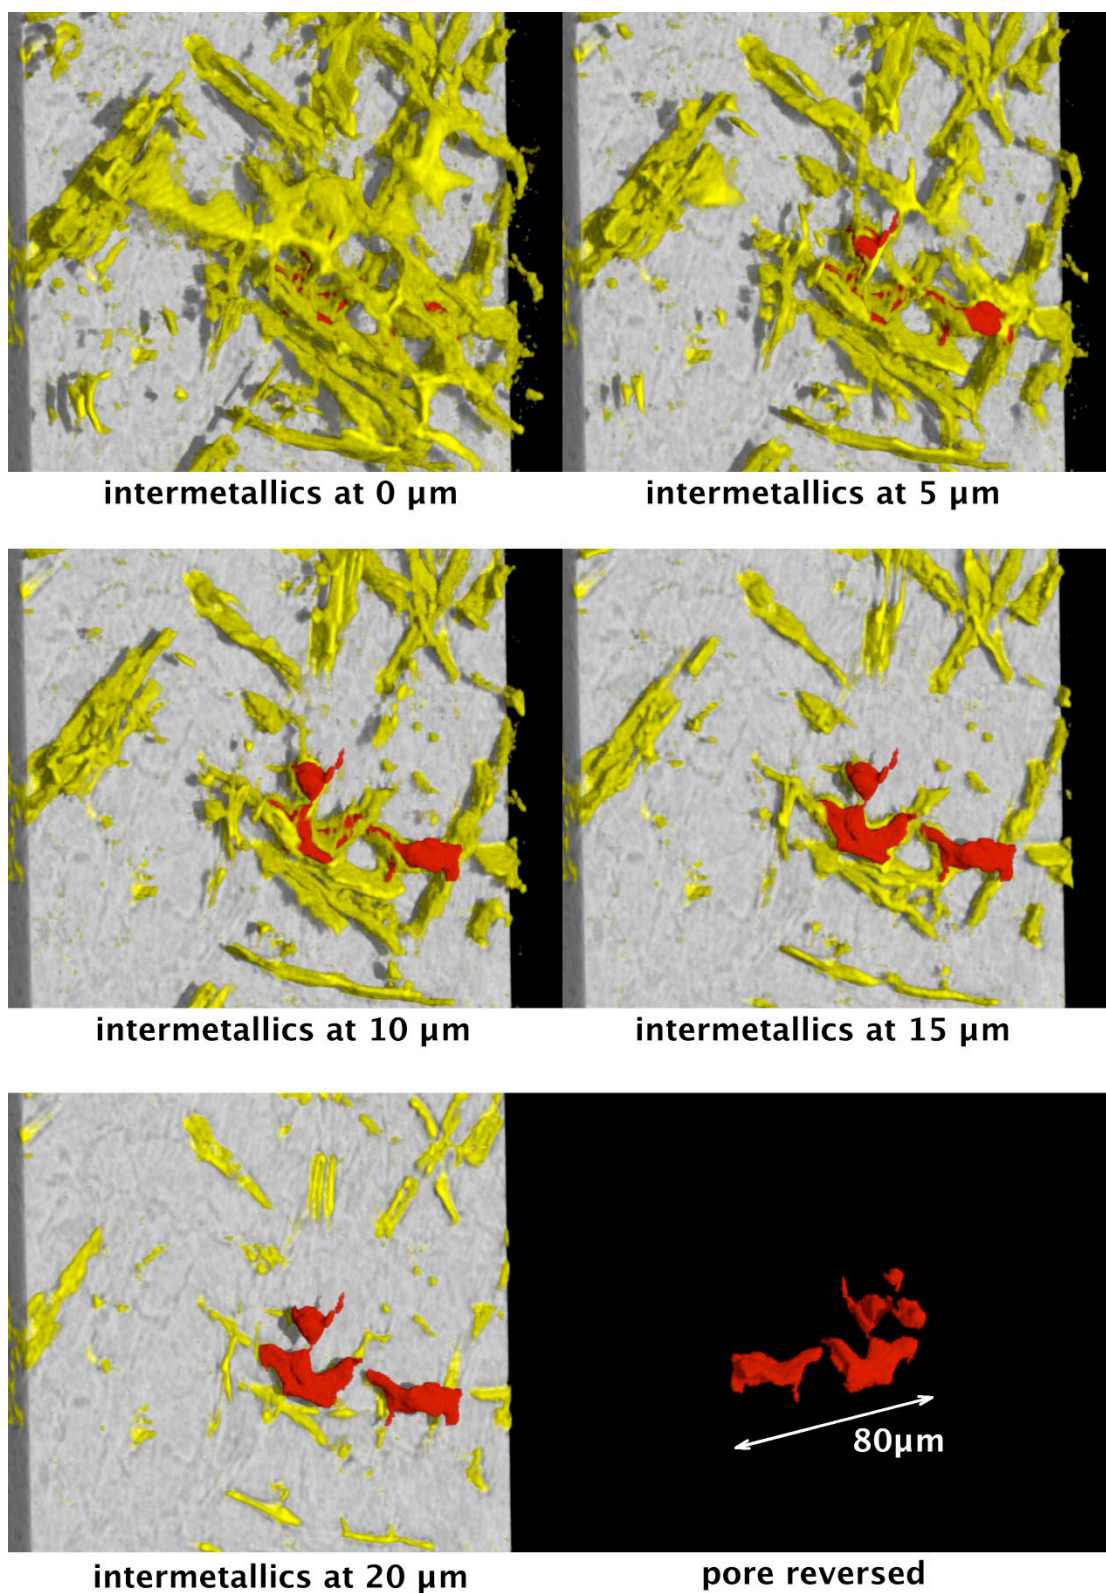 intermetallics at 0 µm
intermetallics at 5 µm
intermetallics at 10 µm
intermetallics at 15 µm
80µm
intermetallics at 20 µm
pore reversed